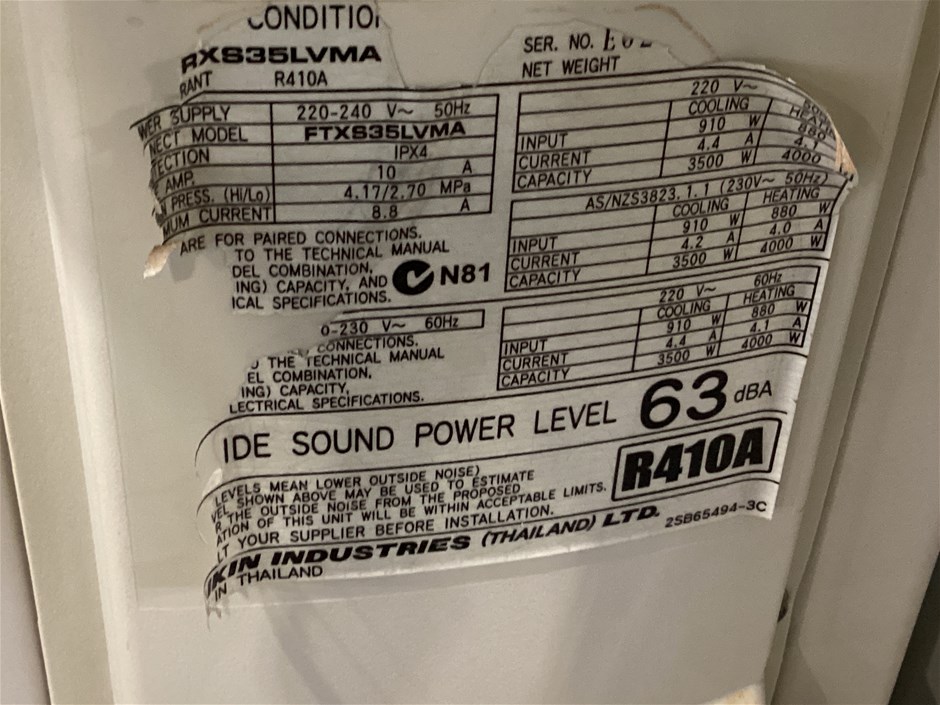 CONDITIO
RXS35LVMA
RANT R410A
WER SUPPLY 220-240 V~ 50Hz
NECT MODEL FTXS35LVMA
ECTION IPX4
AMP. 10 A
PRESS. (Hi/Lo) 4.17/2.70 MPa
MUM CURRENT 8.8 A
ARE FOR PAIRED CONNECTIONS.
TO THE TECHNICAL MANUAL
DEL COMBINATION,
ING) CAPACITY, AND
ICAL SPECIFICATIONS.
N81
0-230 V~ 60Hz
CONNECTIONS.
THE TECHNICAL MANUAL
EL COMBINATION,
ING) CAPACITY,
LECTRICAL SPECIFICATIONS.
SER. NO.
NET WEIGHT
220 V~
COOLING
INPUT 910 W 880
CURRENT 4.4 A 4.1
CAPACITY 3500 W 4000
AS/NZS3823.1.1 (230V~ 50Hz)
COOLING HEATING
INPUT 910 W 880 W
CURRENT 4.2 A 4.0 A
CAPACITY 3500 W 4000 W
220 V~ 60Hz
COOLING HEATING
INPUT 910 W 880 W
CURRENT 4.4 A 4.1 A
CAPACITY 3500 W 4000 W
IDE SOUND POWER LEVEL 63 dBA
LEVELS MEAN LOWER OUTSIDE NOISE)
VEL SHOWN ABOVE MAY BE USED TO ESTIMATE
R THE OUTSIDE NOISE FROM THE PROPOSED
ATION OF THIS UNIT WILL BE WITHIN ACCEPTABLE LIMITS.
LT YOUR SUPPLIER BEFORE INSTALLATION.
R410A
IKIN INDUSTRIES (THAILAND) LTD. 2SB65494-3C
IN THAILAND